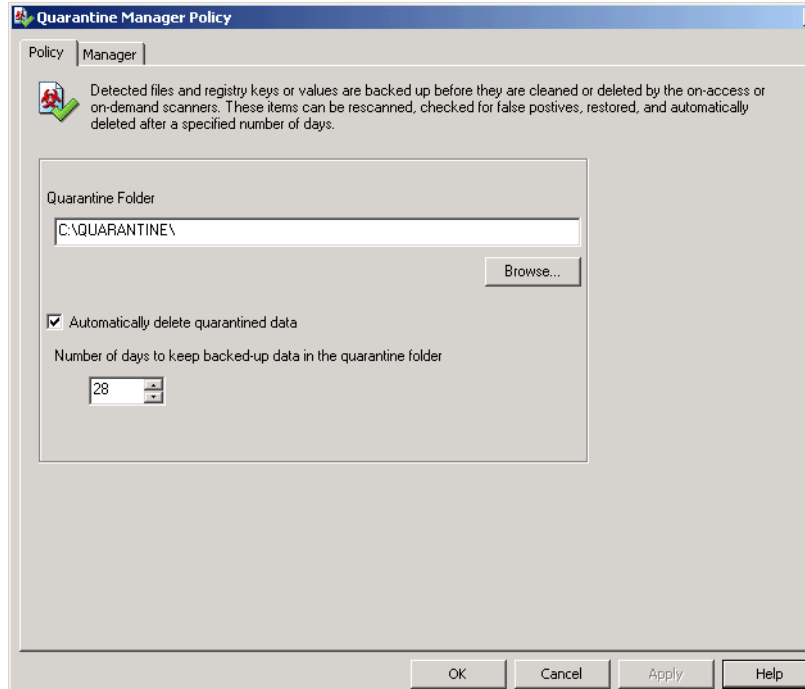 Quarantine Manager Policy
Policy
Manager
Detected files and registry keys or values are backed up before they are cleaned or deleted by the on-access or
on-demand scanners. These items can be rescanned, checked for false postives, restored, and automatically
deleted after a specified number of days.
Quarantine Folder
C:\QUARANTINE\
Browse...
Automatically delete quarantined data
Number of days to keep backed-up data in the quarantine folder
28
OK
Cancel
Apply
Help